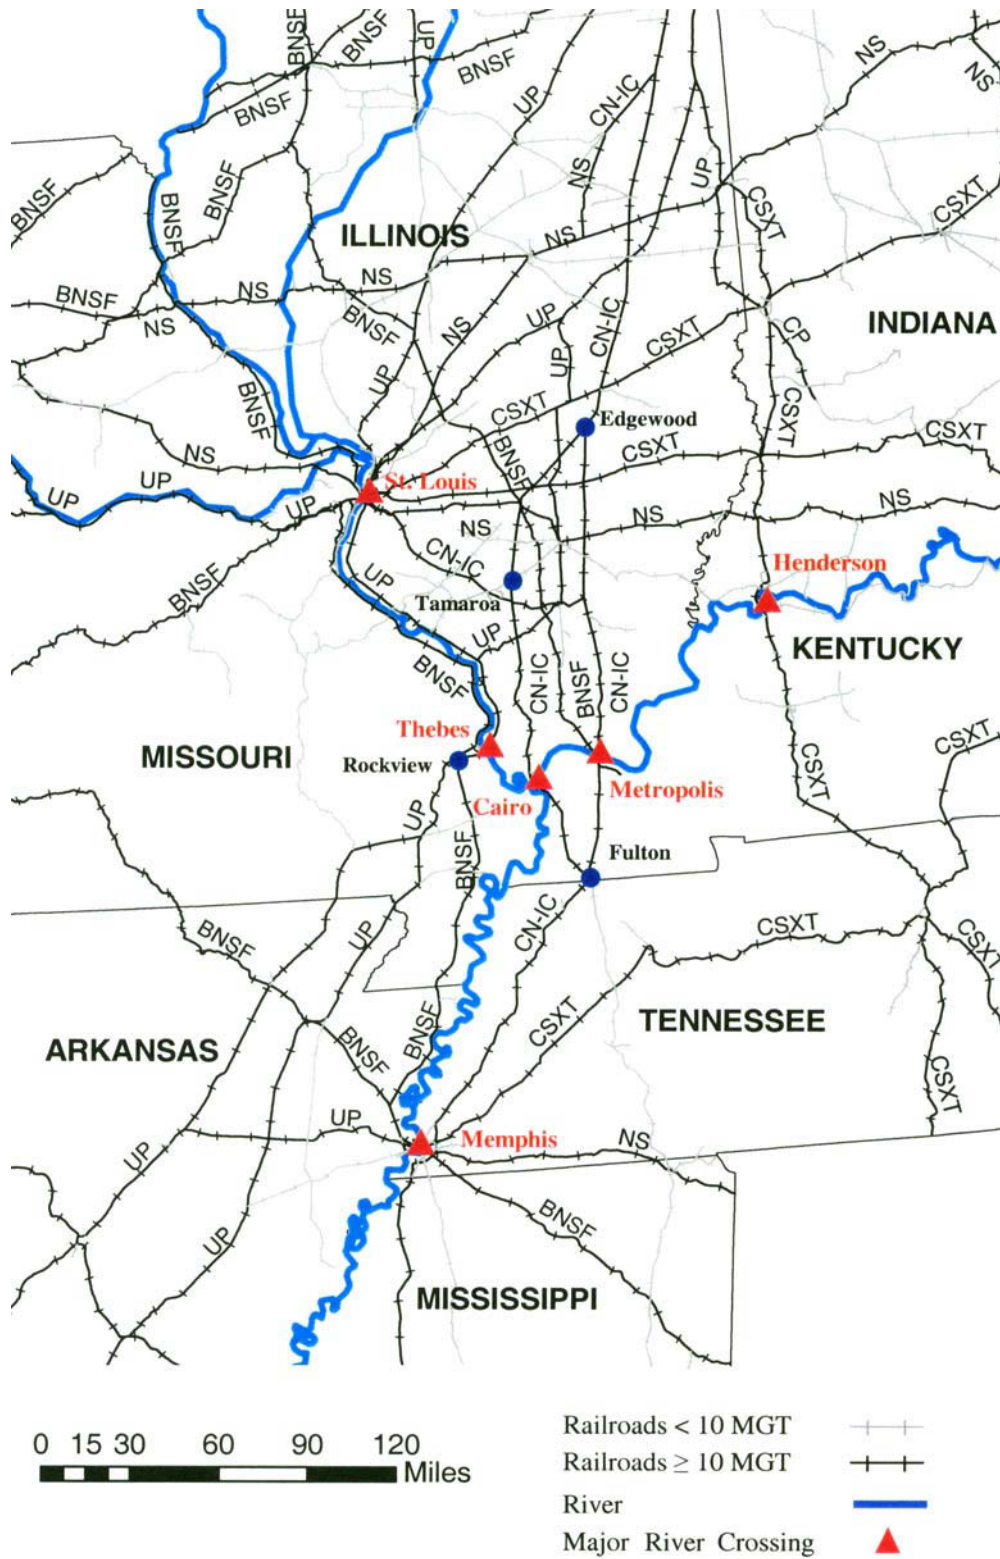 BNSF
BNSF
UP
BNSF
NS
NS
BNSF
UP
CN-IC
BNSF
BNSF
BNSF
NS
UP
CSXT
CSXT
ILLINOIS
NS
BNSF
NS
NS
NS
BNSF
NS
UP
CN-IC
CSXT
CP
INDIANA
UP
UP
BNSF
CSXT
Edgewood
CSXT
CSXT
CSXT
NS
BNSF
UP
UP
UP
St. Louis
NS
NS
NS
BNSF
UP
CN-IC
Tamaroa
Henderson
UP
BNSF
CN-IC
BNSF
CN-IC
KENTUCKY
Thebes
Rockview
MISSOURI
Cairo
Metropolis
CSXT
CSXT
UP
BNSF
Fulton
BNSF
UP
CN-IC
CSXT
CSXT
ARKANSAS
BNSF
BNSF
CSXT
TENNESSEE
CSXT
UP
UP
Memphis
NS
UP
BNSF
MISSISSIPPI
0 15 30 60 90 120
Miles
Railroads < 10 MGT
Railroads ≥ 10 MGT
River
Major River Crossing